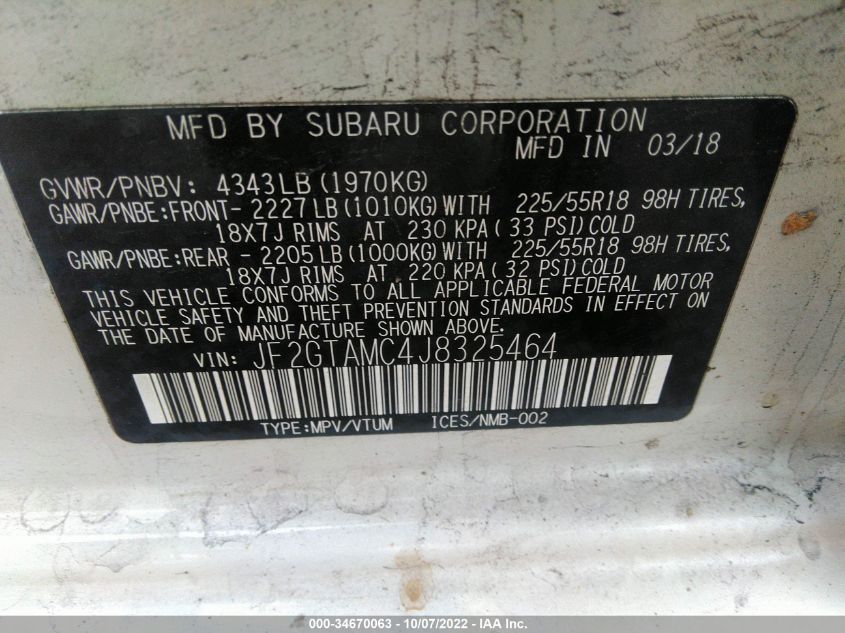 MFD BY SUBARU CORPORATION
MFD IN 03/18
GVWR/PNBV: 4343LB(1970KG)
GAWR/PNBE:FRONT- 2227LB(1010KG)WITH 225/55R18 98H TIRES,
18X7J RIMS AT 230 KPA( 33 PSI)COLD
GAWR/PNBE:REAR - 2205LB(1000KG)WITH 225/55R18 98H TIRES,
18X7J RIMS AT 220 KPA( 32 PSI)COLD
THIS VEHICLE CONFORMS TO ALL APPLICABLE FEDERAL MOTOR
VEHICLE SAFETY AND THEFT PREVENTION STANDARDS IN EFFECT ON
THE DATE OF MANUFACTURE SHOWN ABOVE.
VIN: JF2GTAMC4J8325464
TYPE:MPV/VTUM ICES/NMB-002
000-34670063 - 10/07/2022 - IAA Inc.